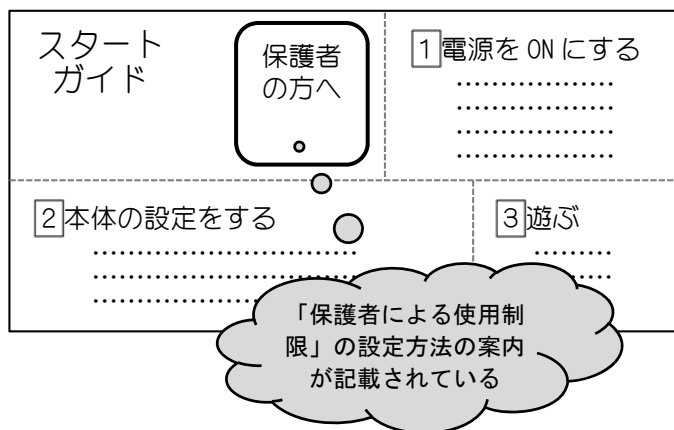 スタート
ガイド
保護者
の方へ
1電源をONにする
2本体の設定をする
3遊ぶ
「保護者による使用制
限」の設定方法の案内
が記載されている